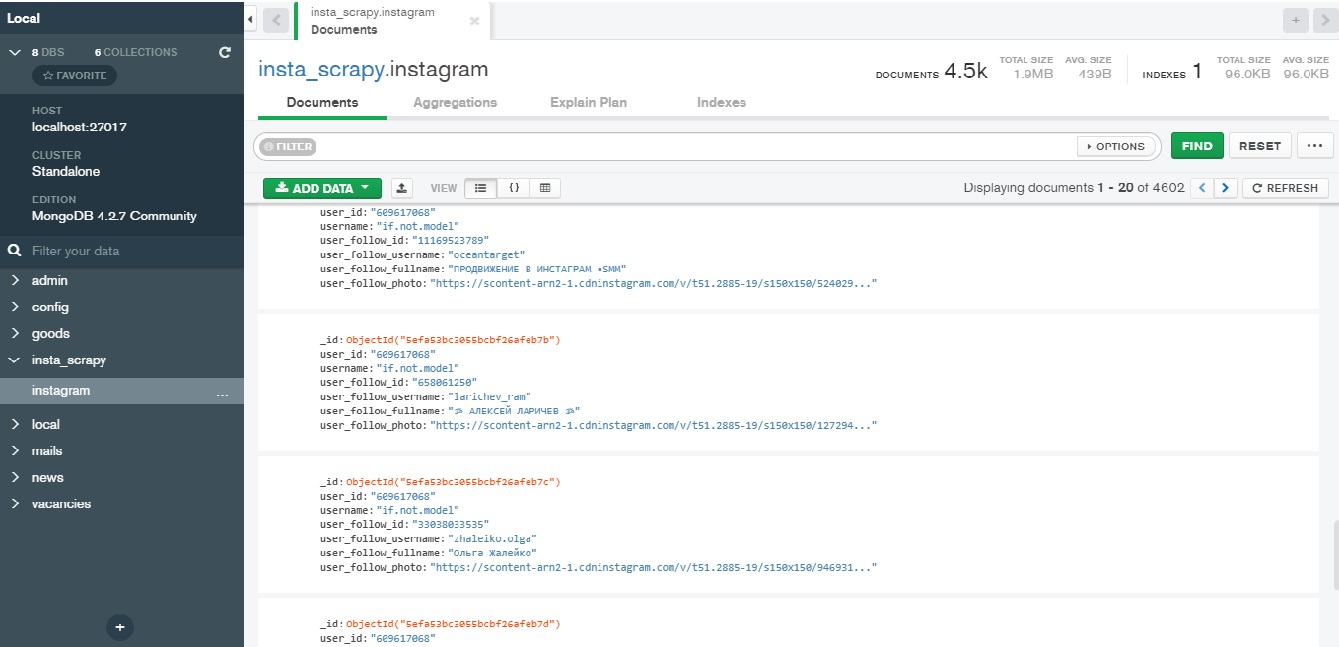 Local
8 DBS 6 COLLECTIONS
☆ FAVORITE
HOST
localhost:27017
CLUSTER
Standalone
EDITION
MongoDB 4.2.7 Community
Filter your data
admin
config
goods
insta_scrapy
instagram ...
local
mails
news
vacancies
+
insta_scrapy.instagram
Documents
insta_scrapy.instagram
DOCUMENTS 4.5k TOTAL SIZE 1.9MB AVG. SIZE 439B INDEXES 1 TOTAL SIZE 96.0KB AVG. SIZE 96.0KB
Documents Aggregations Explain Plan Indexes
FILTER OPTIONS FIND RESET ...
ADD DATA VIEW {} Displaying documents 1 - 20 of 4602 < > REFRESH
user_id: "609617068"
username: "if.not.model"
user_follow_id: "11169523789"
user_follow_username: "oceantarget"
user_follow_fullname: "ПРОДВИЖЕНИЕ В ИНСТАГРАМ •SMM"
user_follow_photo: "https://scontent-arn2-1.cdninstagram.com/v/t51.2885-19/s150x150/524029..."
_id: ObjectId("5efa53bc3055bcbf26afeb7b")
user_id: "609617068"
username: "if.not.model"
user_follow_id: "658061250"
user_follow_username: "larichev_ram"
user_follow_fullname: "АЛЕКСЕЙ ЛАРИЧЕВ"
user_follow_photo: "https://scontent-arn2-1.cdninstagram.com/v/t51.2885-19/s150x150/127294..."
_id: ObjectId("5efa53bc3055bcbf26afeb7c")
user_id: "609617068"
username: "if.not.model"
user_follow_id: "33038033535"
user_follow_username: "zhaleiko.olga"
user_follow_fullname: "Ольга Жалейко"
user_follow_photo: "https://scontent-arn2-1.cdninstagram.com/v/t51.2885-19/s150x150/946931..."
_id: ObjectId("5efa53bc3055bcbf26afeb7d")
user_id: "609617068"